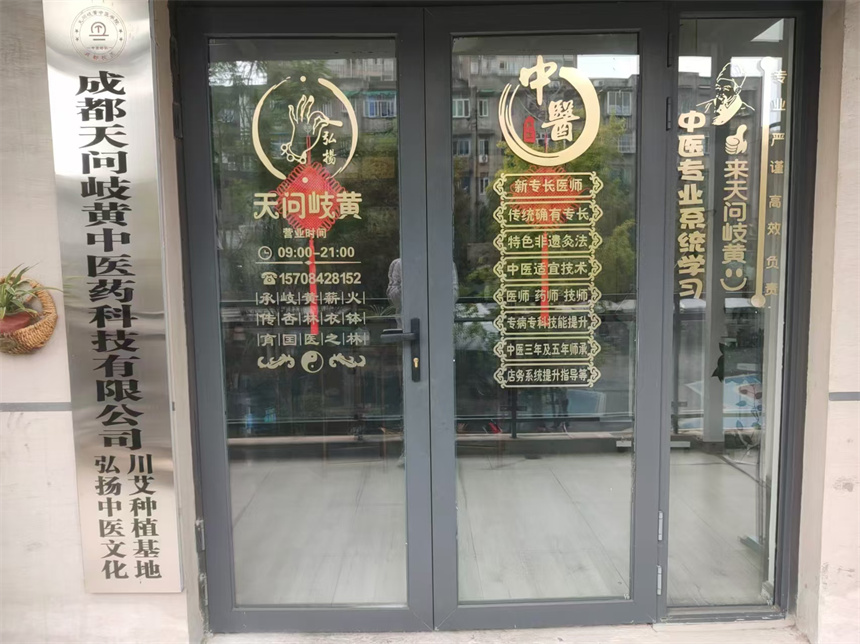 成都天问岐黄中医药科技有限公司
川艾种植基地
弘扬中医文化
弘揚
天问岐黄
营业时间
09:00-21:00
15708428152
承岐黄薪火
传杏林衣钵
育国医之林
中醫
新专长医师
传统确有专长
特色非遗灸法
中医适宜技术
医师 药师 技师
专病专科技能提升
中医三年及五年师承
店务系统提升指导等
中医专业系统学习
来天问岐黄
专业严谨高效负责